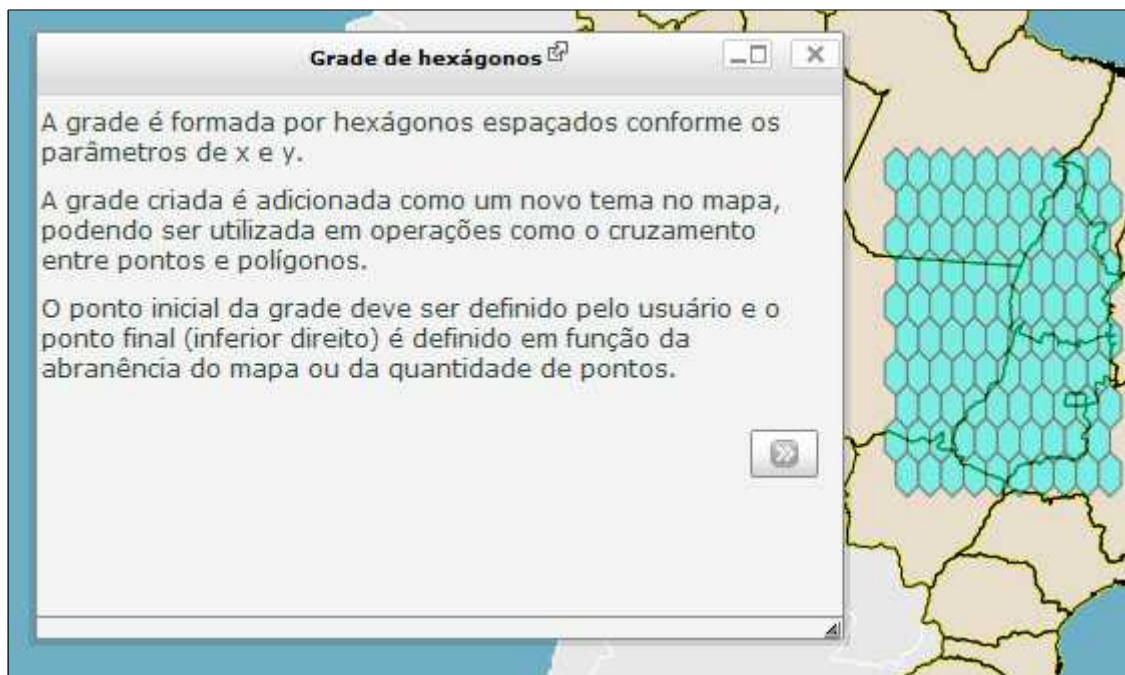 Grade de hexágonos
A grade é formada por hexágonos espaçados conforme os
parâmetros de x e y.
A grade criada é adicionada como um novo tema no mapa,
podendo ser utilizada em operações como o cruzamento
entre pontos e polígonos.
O ponto inicial da grade deve ser definido pelo usuário e o
ponto final (inferior direito) é definido em função da
abranência do mapa ou da quantidade de pontos.